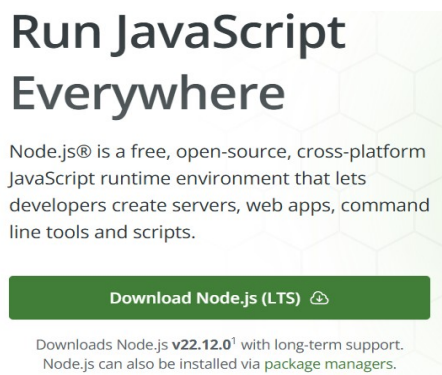 Run JavaScript
Everywhere
Node.js® is a free, open-source, cross-platform
JavaScript runtime environment that lets
developers create servers, web apps, command
line tools and scripts.
Download Node.js (LTS)
Downloads Node.js v22.12.0¹ with long-term support.
Node.js can also be installed via package managers.